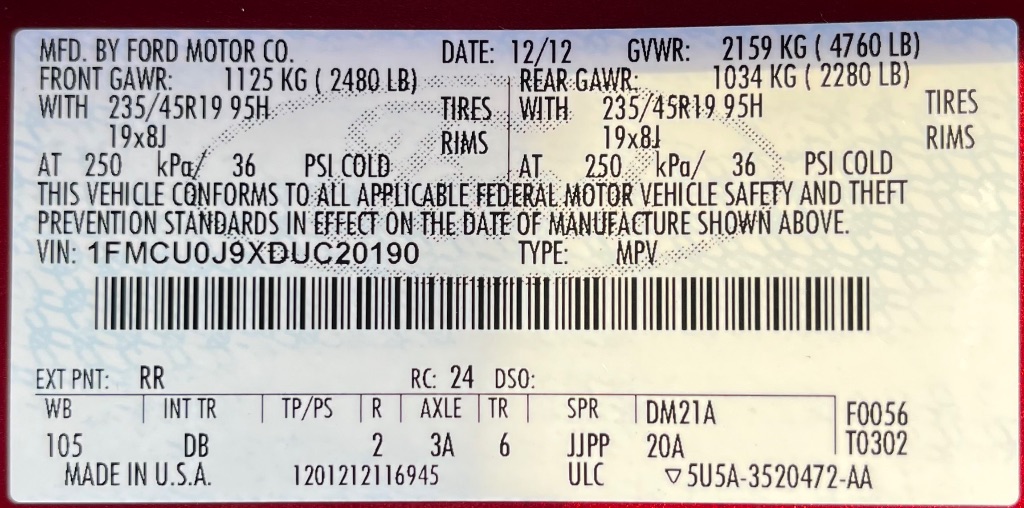 MFD. BY FORD MOTOR CO. DATE: 12/12 GVWR: 2159 KG ( 4760 LB)
FRONT GAWR: 1125 KG ( 2480 LB) REAR GAWR: 1034 KG ( 2280 LB)
WITH 235/45R19 95H TIRES WITH 235/45R19 95H TIRES
19x8J RIMS 19x8J RIMS
AT 250 kPa/ 36 PSI COLD AT 250 kPa/ 36 PSI COLD
THIS VEHICLE CONFORMS TO ALL APPLICABLE FEDERAL MOTOR VEHICLE SAFETY AND THEFT
PREVENTION STANDARDS IN EFFECT ON THE DATE OF MANUFACTURE SHOWN ABOVE.
VIN: 1FMCU0J9XDUC20190 TYPE: MPV
EXT PNT: RR RC: 24 DSO:
WB INT TR TP/PS R AXLE TR SPR DM21A F0056
105 DB 2 3A 6 JJPP 20A T0302
MADE IN U.S.A. 1201212116945 ULC ▽5U5A-3520472-AA